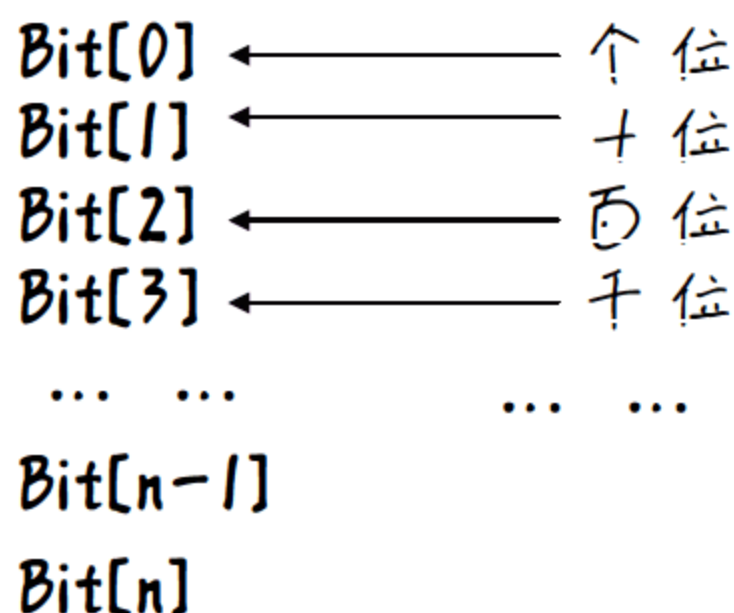 Bit[0] 个位
Bit[1] 十位
Bit[2] 百位
Bit[3] 千位
... ... ... ...
Bit[n-1]
Bit[n]